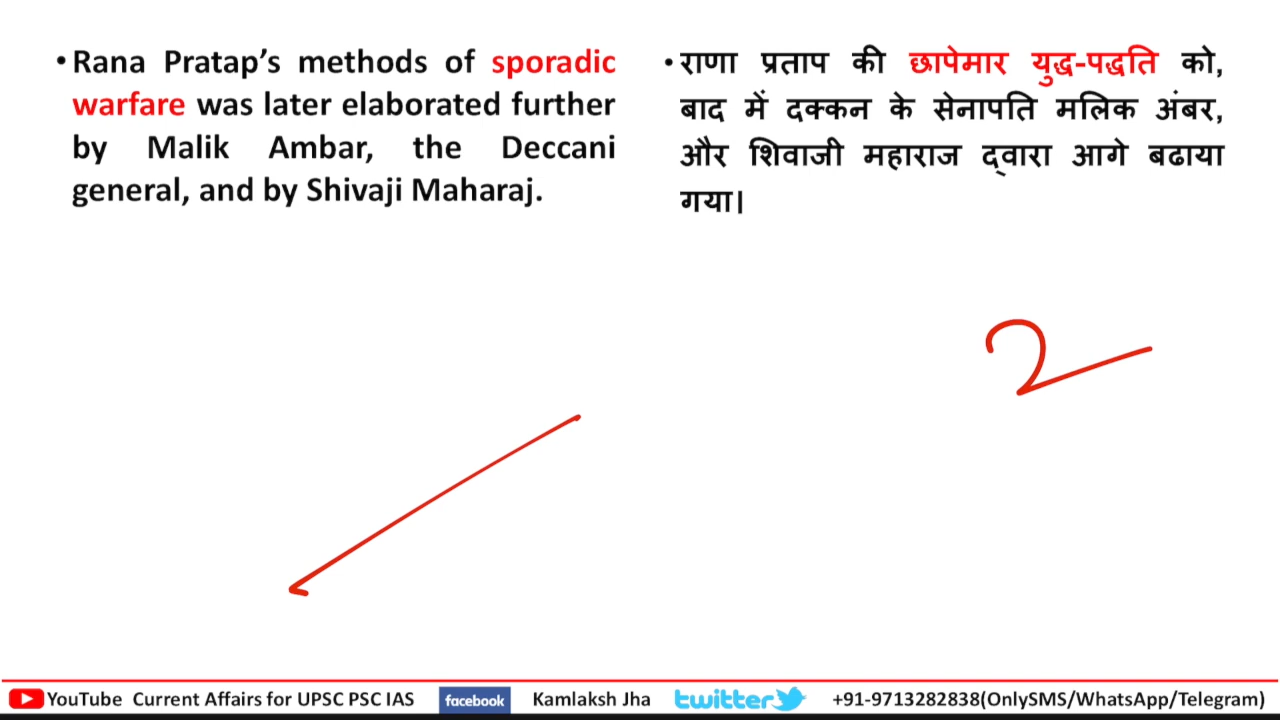 •Rana Pratap’s methods of sporadic
warfare was later elaborated further
by Malik Ambar, the Deccani
general, and by Shivaji Maharaj.
•राणा प्रताप की छापेमार युद्ध-पद्धति को,
बाद में दक्कन के सेनापति मलिक अंबर,
और शिवाजी महाराज द्वारा आगे बढाया
गया।
2
YouTube Current Affairs for UPSC PSC IAS facebook Kamlaksh Jha twitter +91-9713282838(OnlySMS/WhatsApp/Telegram)